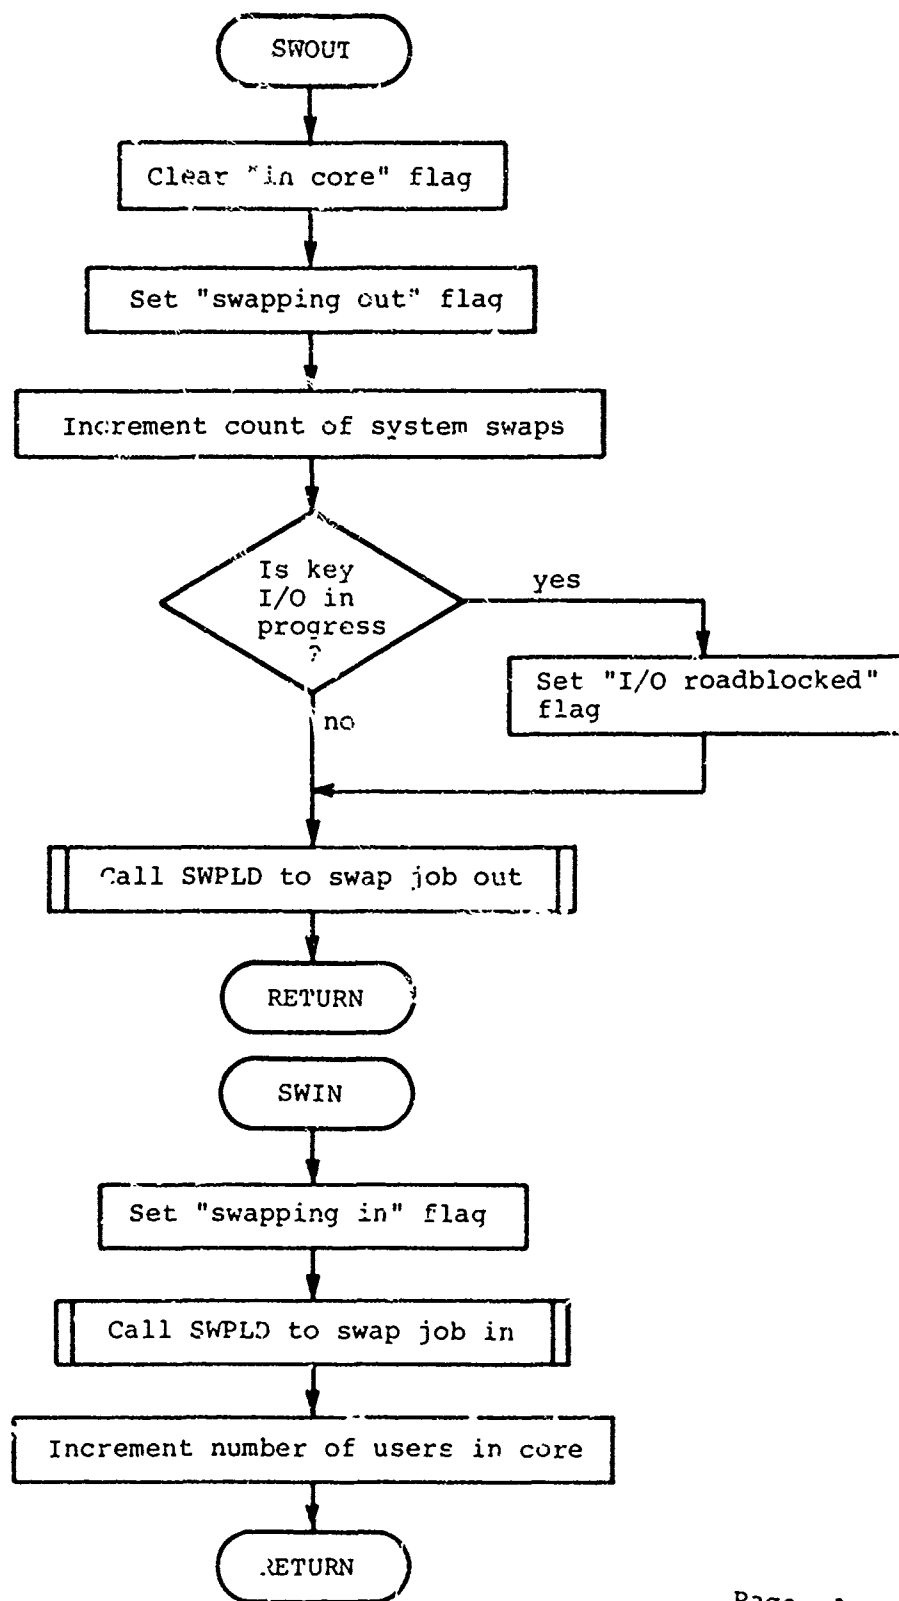 SWOUT
Clear "in core" flag
Set "swapping out" flag
Increment count of system swaps
Is key
I/O in
progress
?
yes
Set "I/O roadblocked"
flag
no
Call SWPLD to swap job out
RETURN
SWIN
Set "swapping in" flag
Call SWPLD to swap job in
Increment number of users in core
RETURN
Page